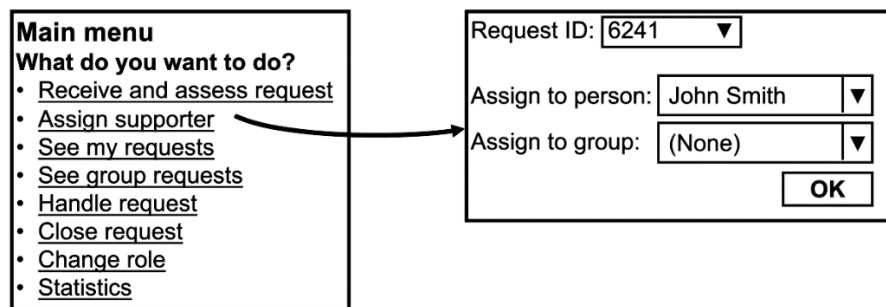 Main menu
What do you want to do?
• Receive and assess request
• Assign supporter
• See my requests
• See group requests
• Handle request
• Close request
• Change role
• Statistics
Request ID: 6241 ▼
Assign to person: John Smith ▼
Assign to group: (None) ▼
OK